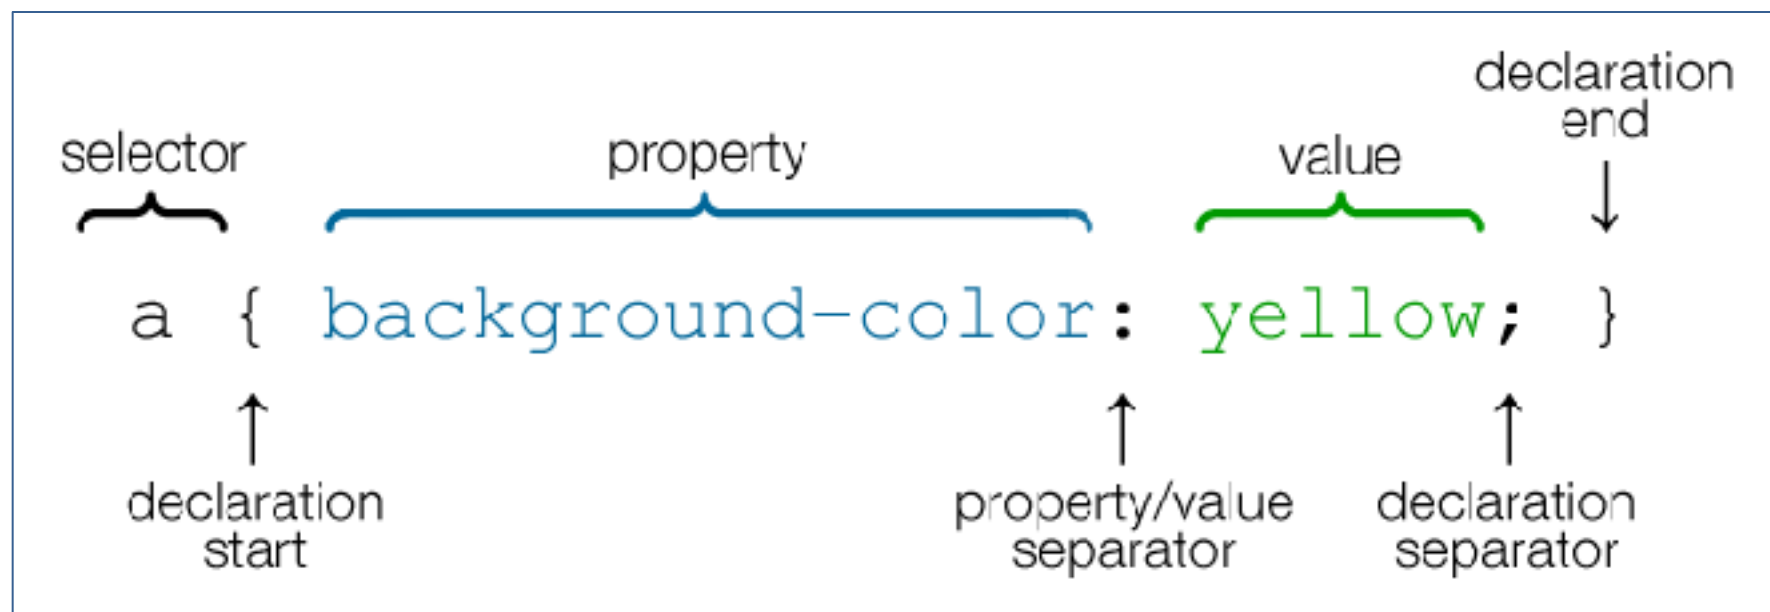 declaration
end
selector
property
value
a { background-color: yellow; }
declaration
start
property/value
separator
declaration
separator